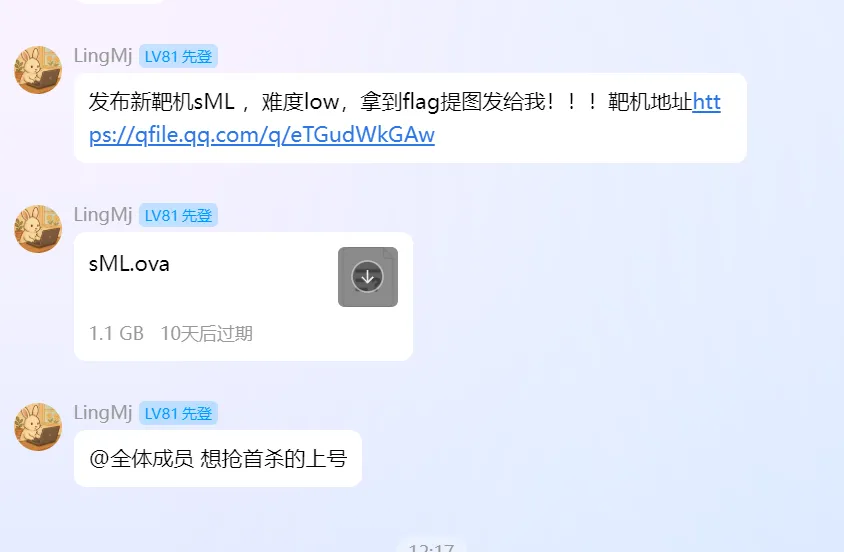 LingMj LV81 先登
发布新靶机sML ，难度low，拿到flag提图发给我！！！靶机地址htt
ps://qfile.qq.com/q/eTGudWkGAw
LingMj LV81 先登
sML.ova
1.1 GB 10天后过期
LingMj LV81 先登
@全体成员 想抢首杀的上号
12:17